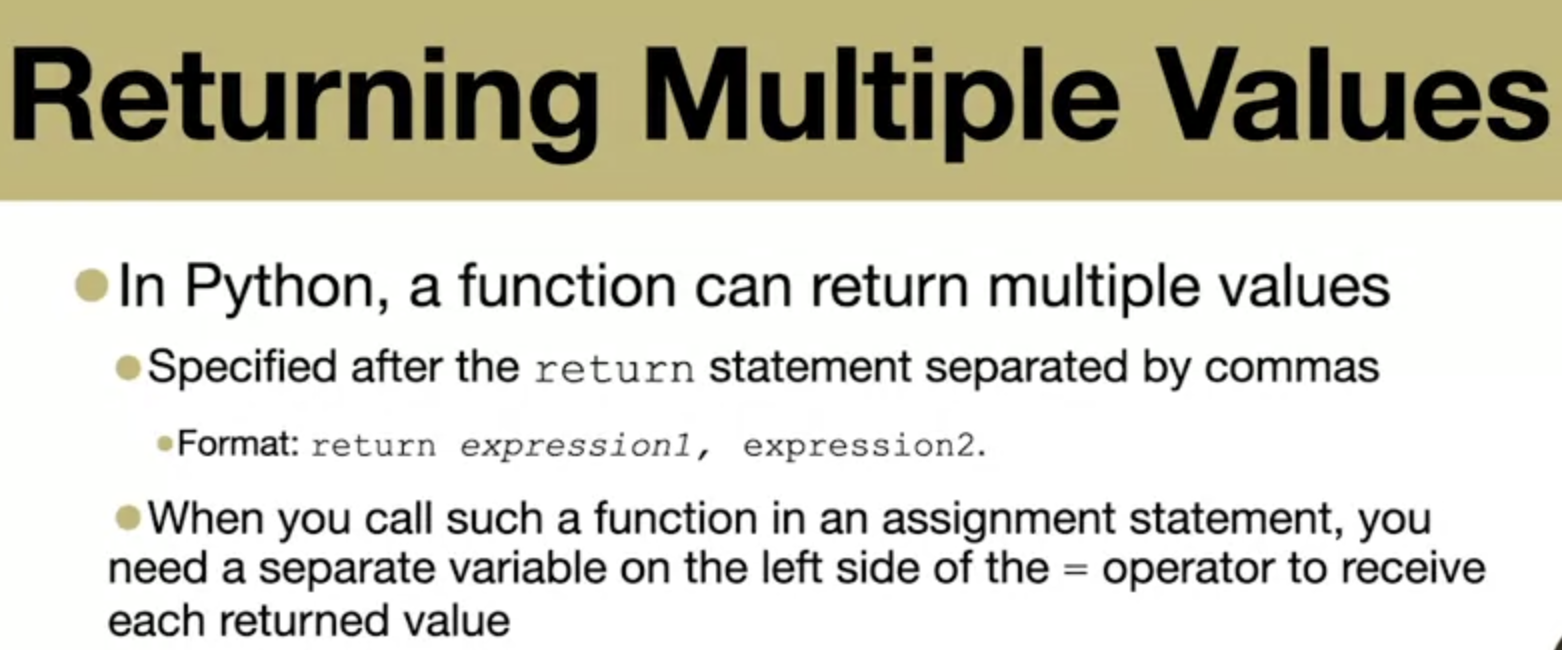 Returning Multiple Values
In Python, a function can return multiple values
Specified after the return statement separated by commas
Format: return expression1, expression2.
When you call such a function in an assignment statement, you
need a separate variable on the left side of the = operator to receive
each returned value